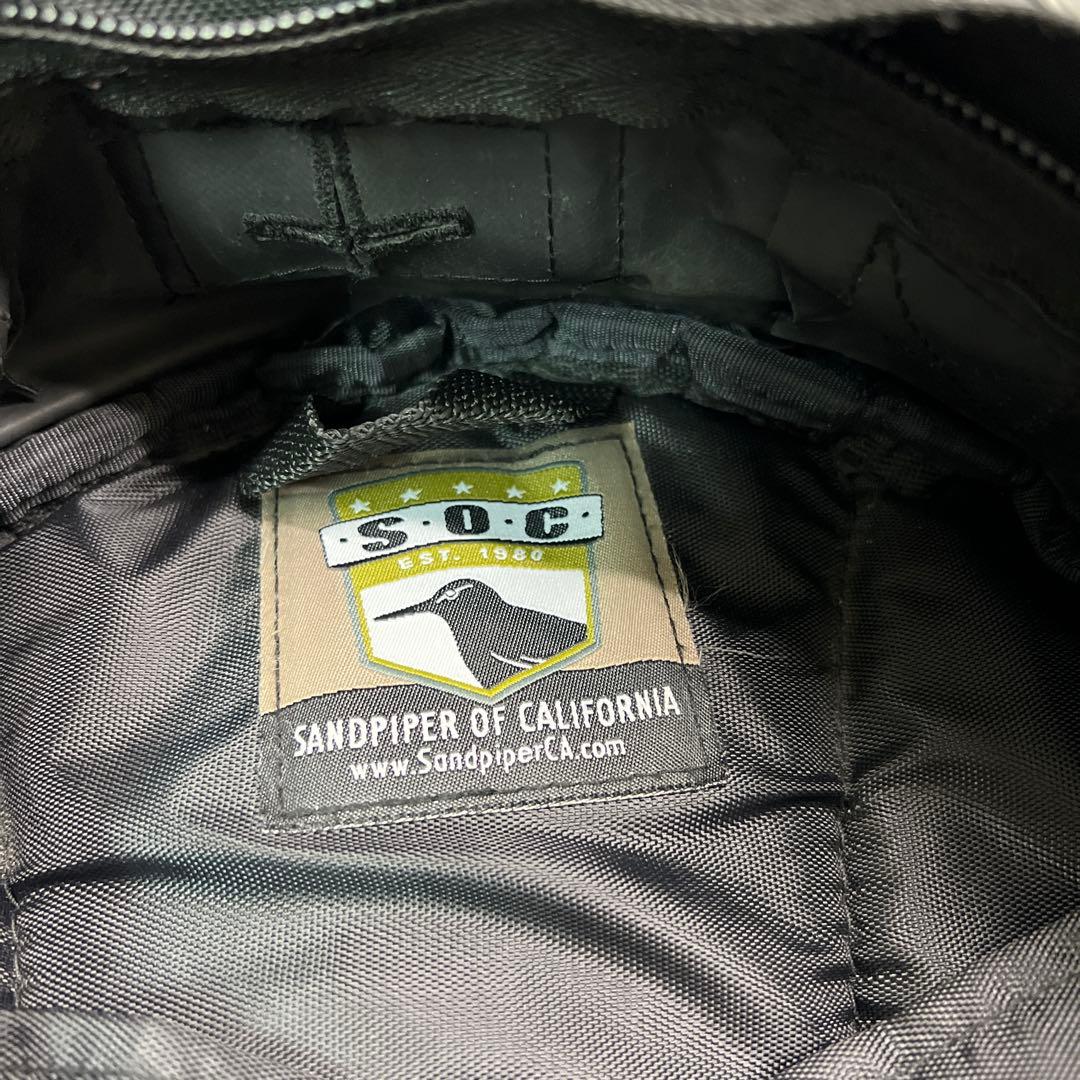 ·S·O·C·
EST. 1980
SANDPIPER OF CALIFORNIA
www.SandpiperCA.com